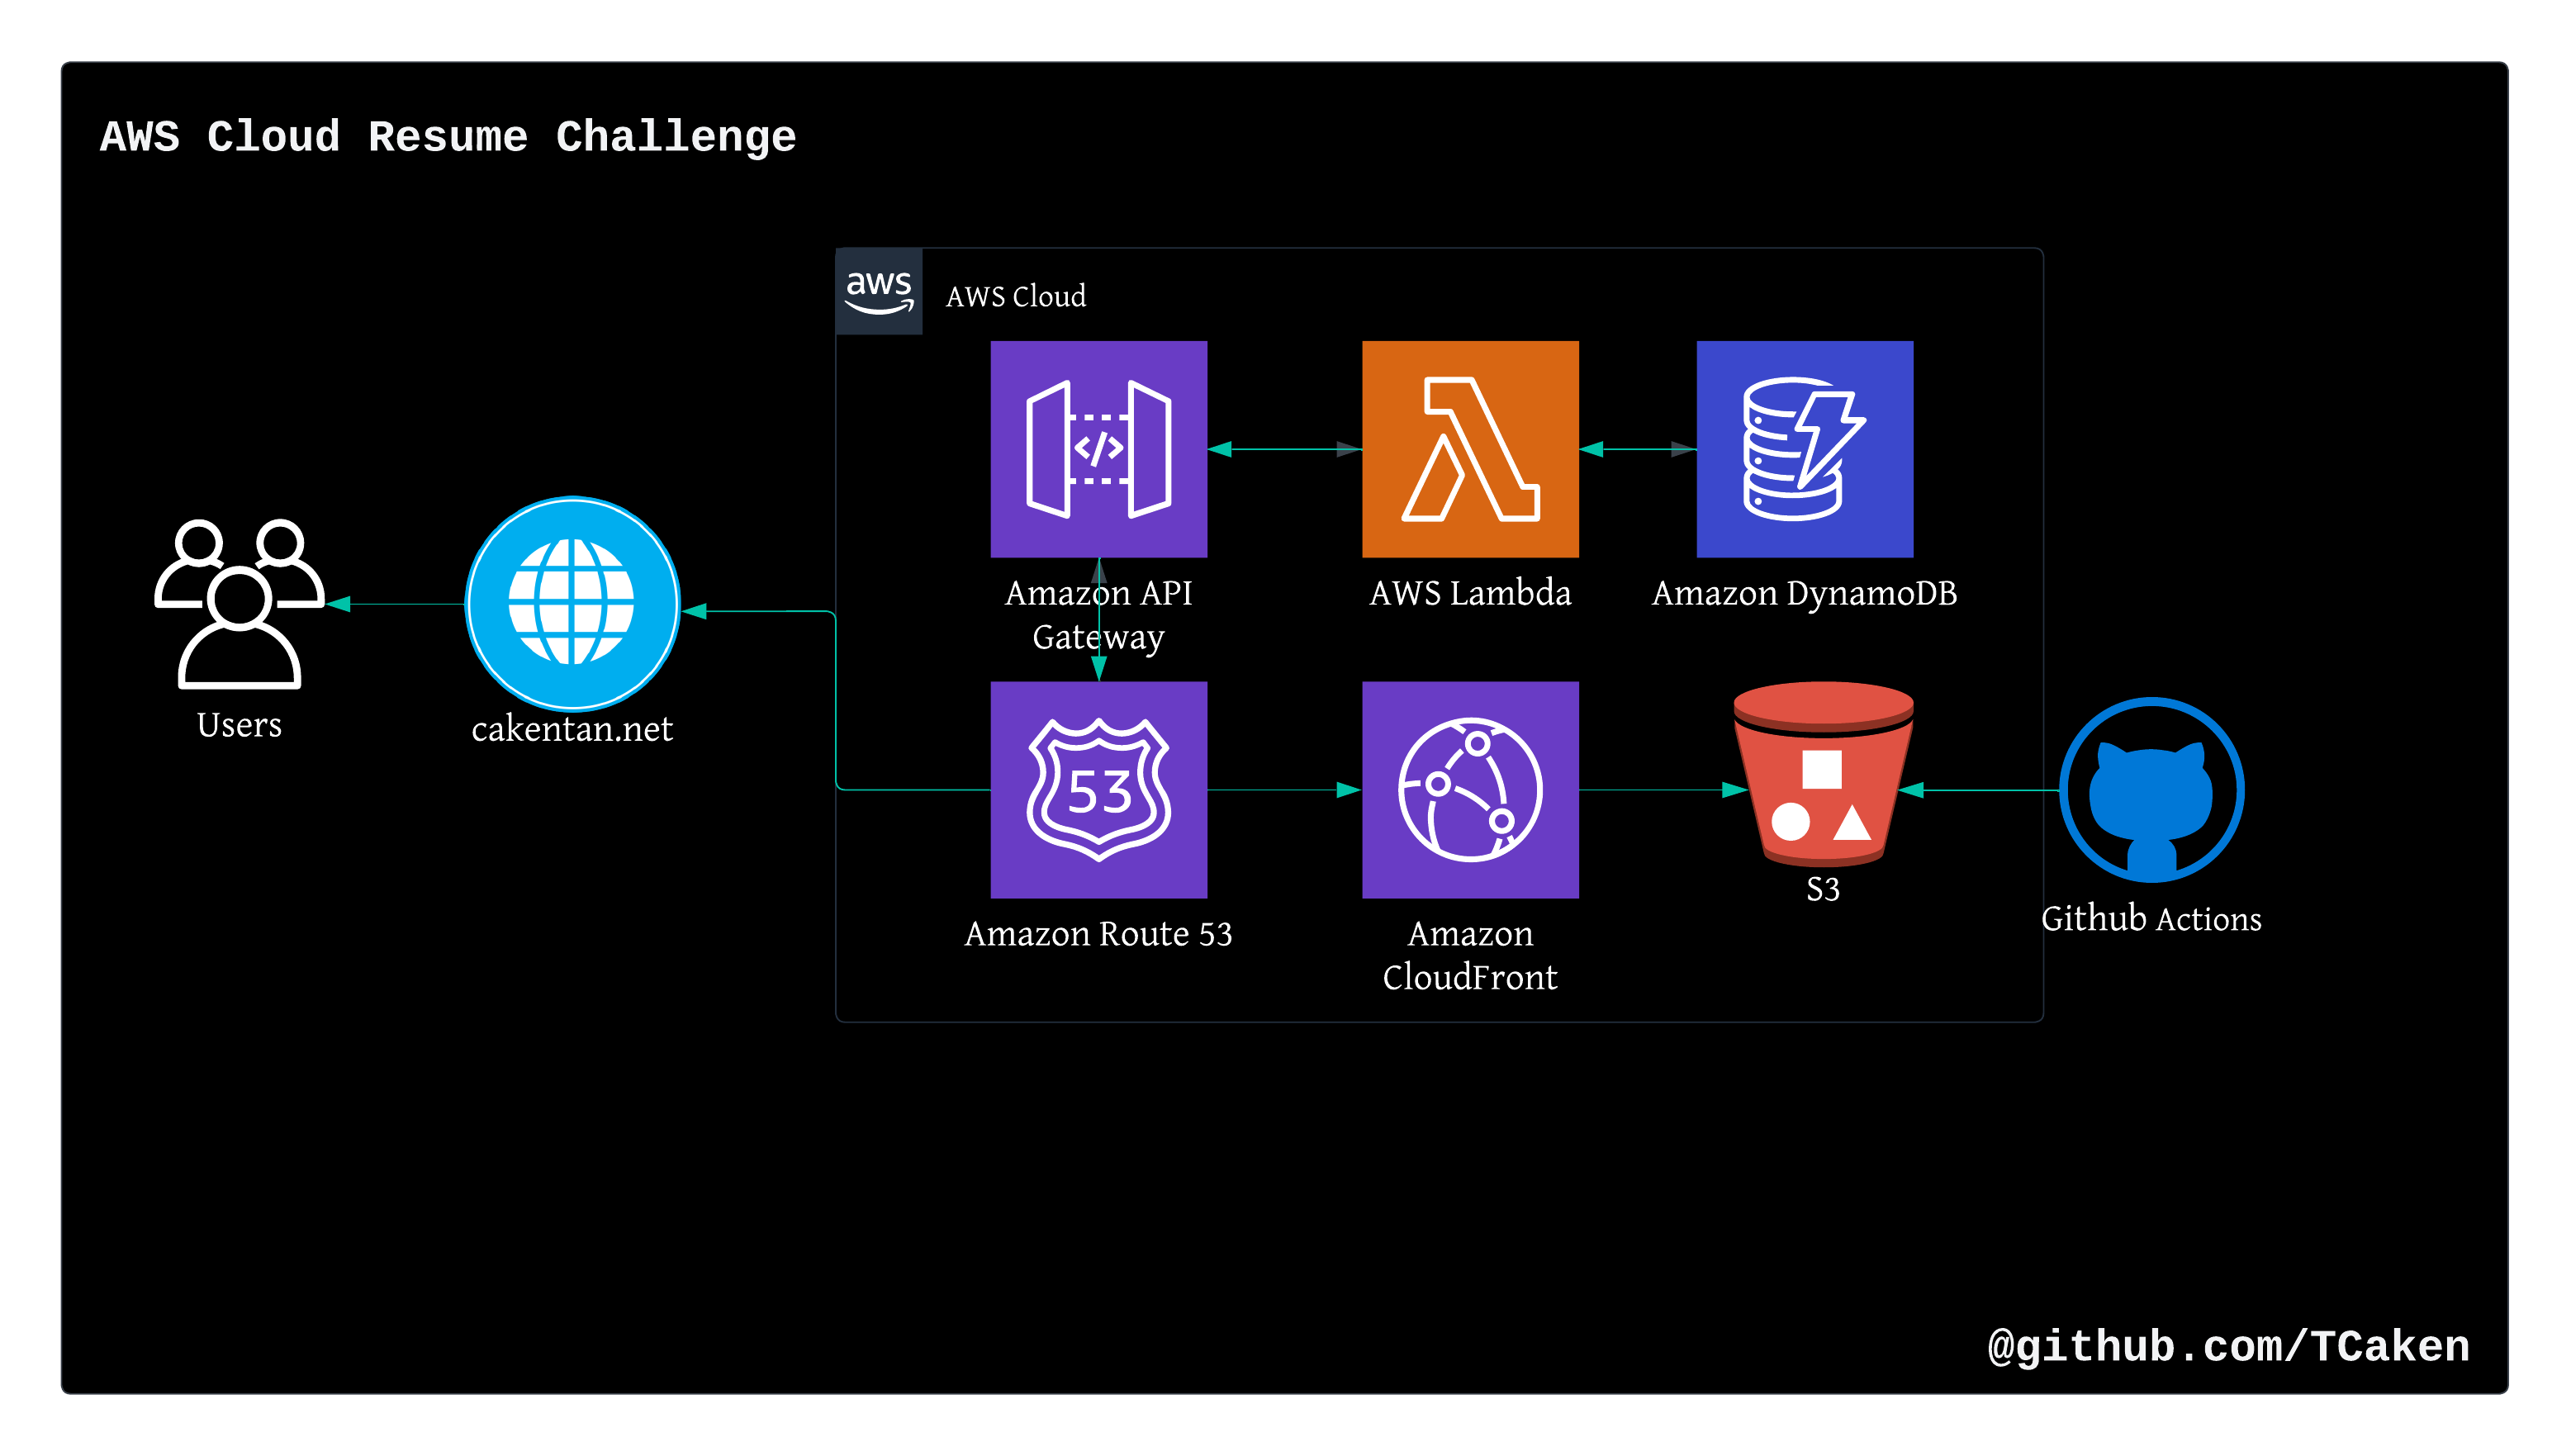 AWS Cloud Resume Challenge
aws
AWS Cloud
</>
Amazon API
Gateway
AWS Lambda
Amazon DynamoDB
Users
cakentan.net
53
Amazon Route 53
Amazon
CloudFront
S3
Github Actions
@github.com/TCaken